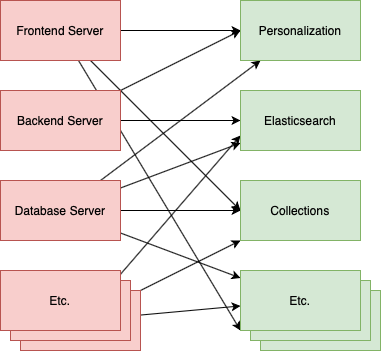 Frontend Server
Personalization
Backend Server
Elasticsearch
Database Server
Collections
Etc.
Etc.